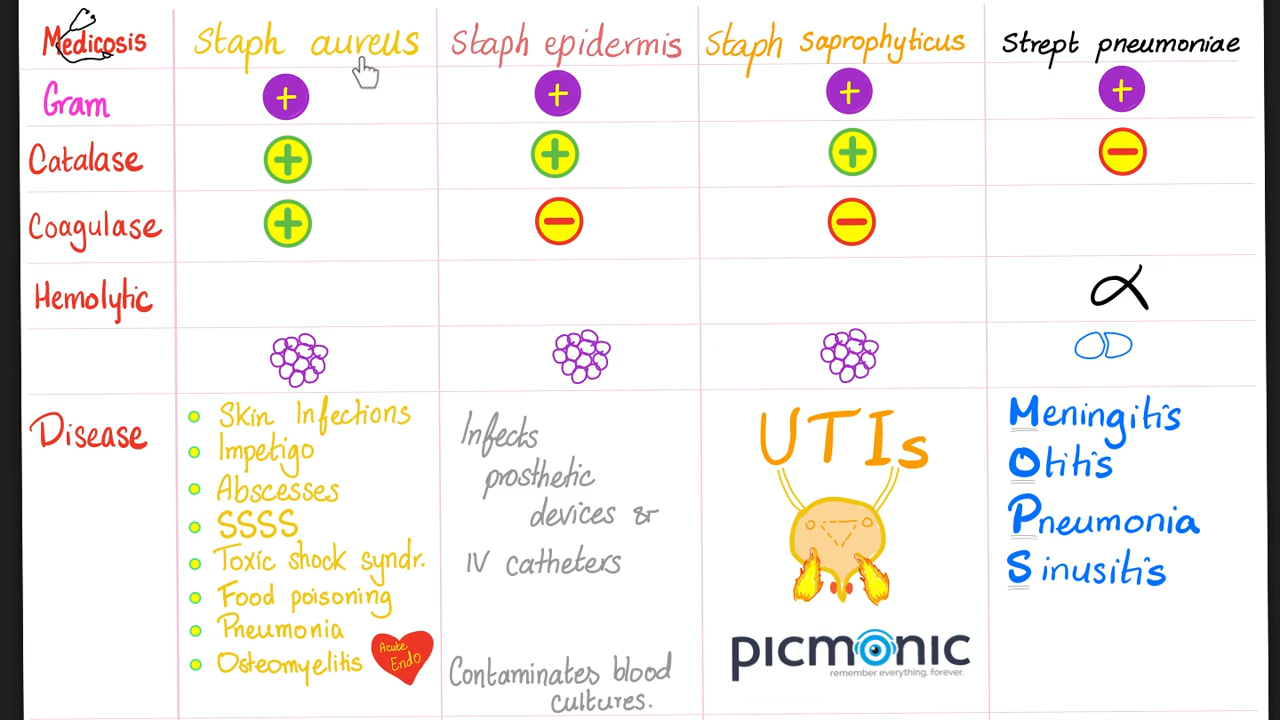 Medicosis Staph aureus Staph epidermis Staph saprophyticus Strept pneumoniae
Gram + + + +
Catalase + + + −
Coagulase + − −
Hemolytic α
Disease
Skin Infections
Impetigo
Abscesses
SSSS
Toxic shock syndr.
Food poisoning
Pneumonia
Osteomyelitis
Acute
Endo
Infects
prosthetic
devices &
IV catheters
Contaminates blood
cultures.
UTIs
PICMONIC
remember everything. forever.
Meningitis
Otitis
Pneumonia
Sinusitis